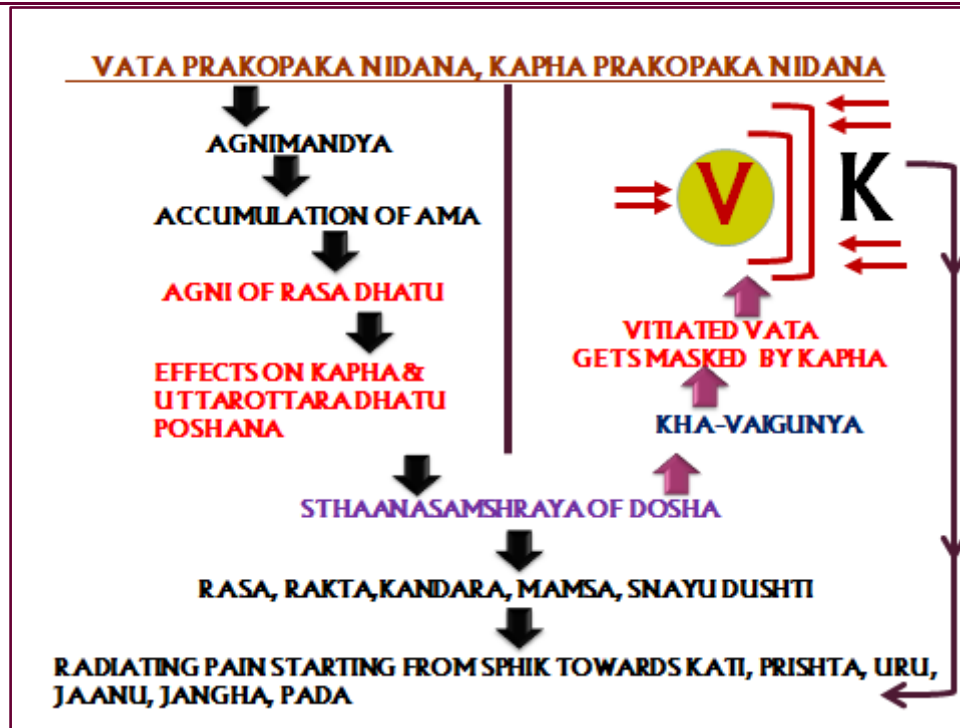 VATA PRAKOPAKA NIDANA, KAPHA PRAKOPAKA NIDANA
AGNIMANDYA
ACCUMULATION OF AMA
AGNI OF RASA DHATU
EFFECTS ON KAPHA &
UTTAROTTARA DHATU
POSHANA
V
K
VITIATED VATA
GETS MASKED BY KAPHA
KHA-VAIGUNYA
STHAANASAMSHRAYA OF DOSHA
RASA, RAKTA,KANDARA, MAMSA, SNAYU DUSHTI
RADIATING PAIN STARTING FROM SPHIK TOWARDS KATI, PRISHTA, URU,
JAANU, JANGHA, PADA